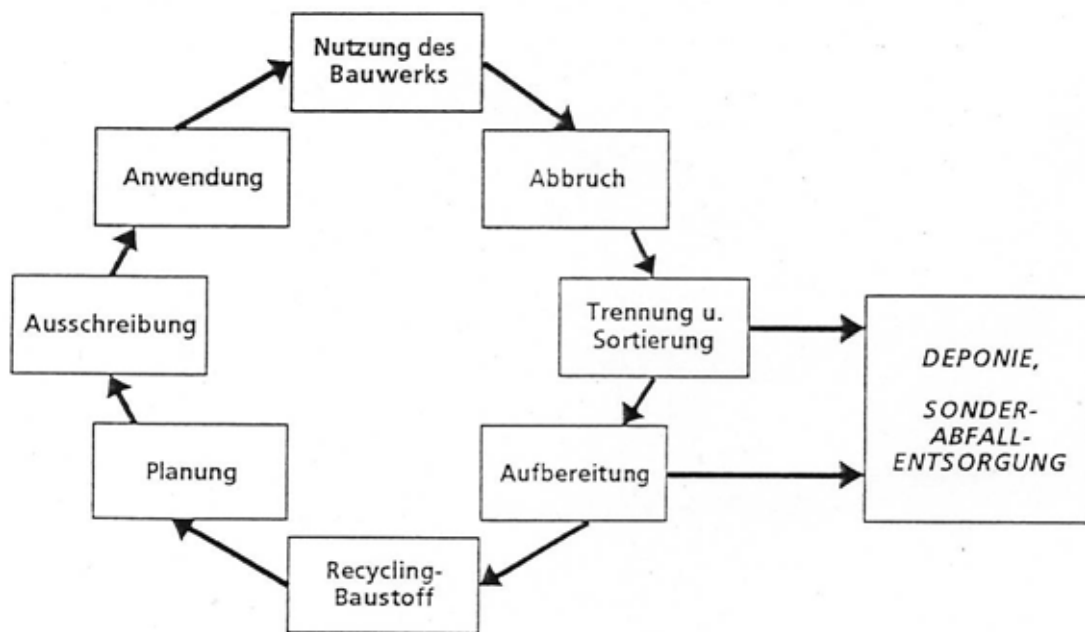 Nutzung des
Bauwerks
Anwendung
Abbruch
Ausschreibung
Trennung u.
Sortierung
DEPONIE,
SONDER-
ABFALL-
ENTSORGUNG
Planung
Aufbereitung
Recycling-
Baustoff